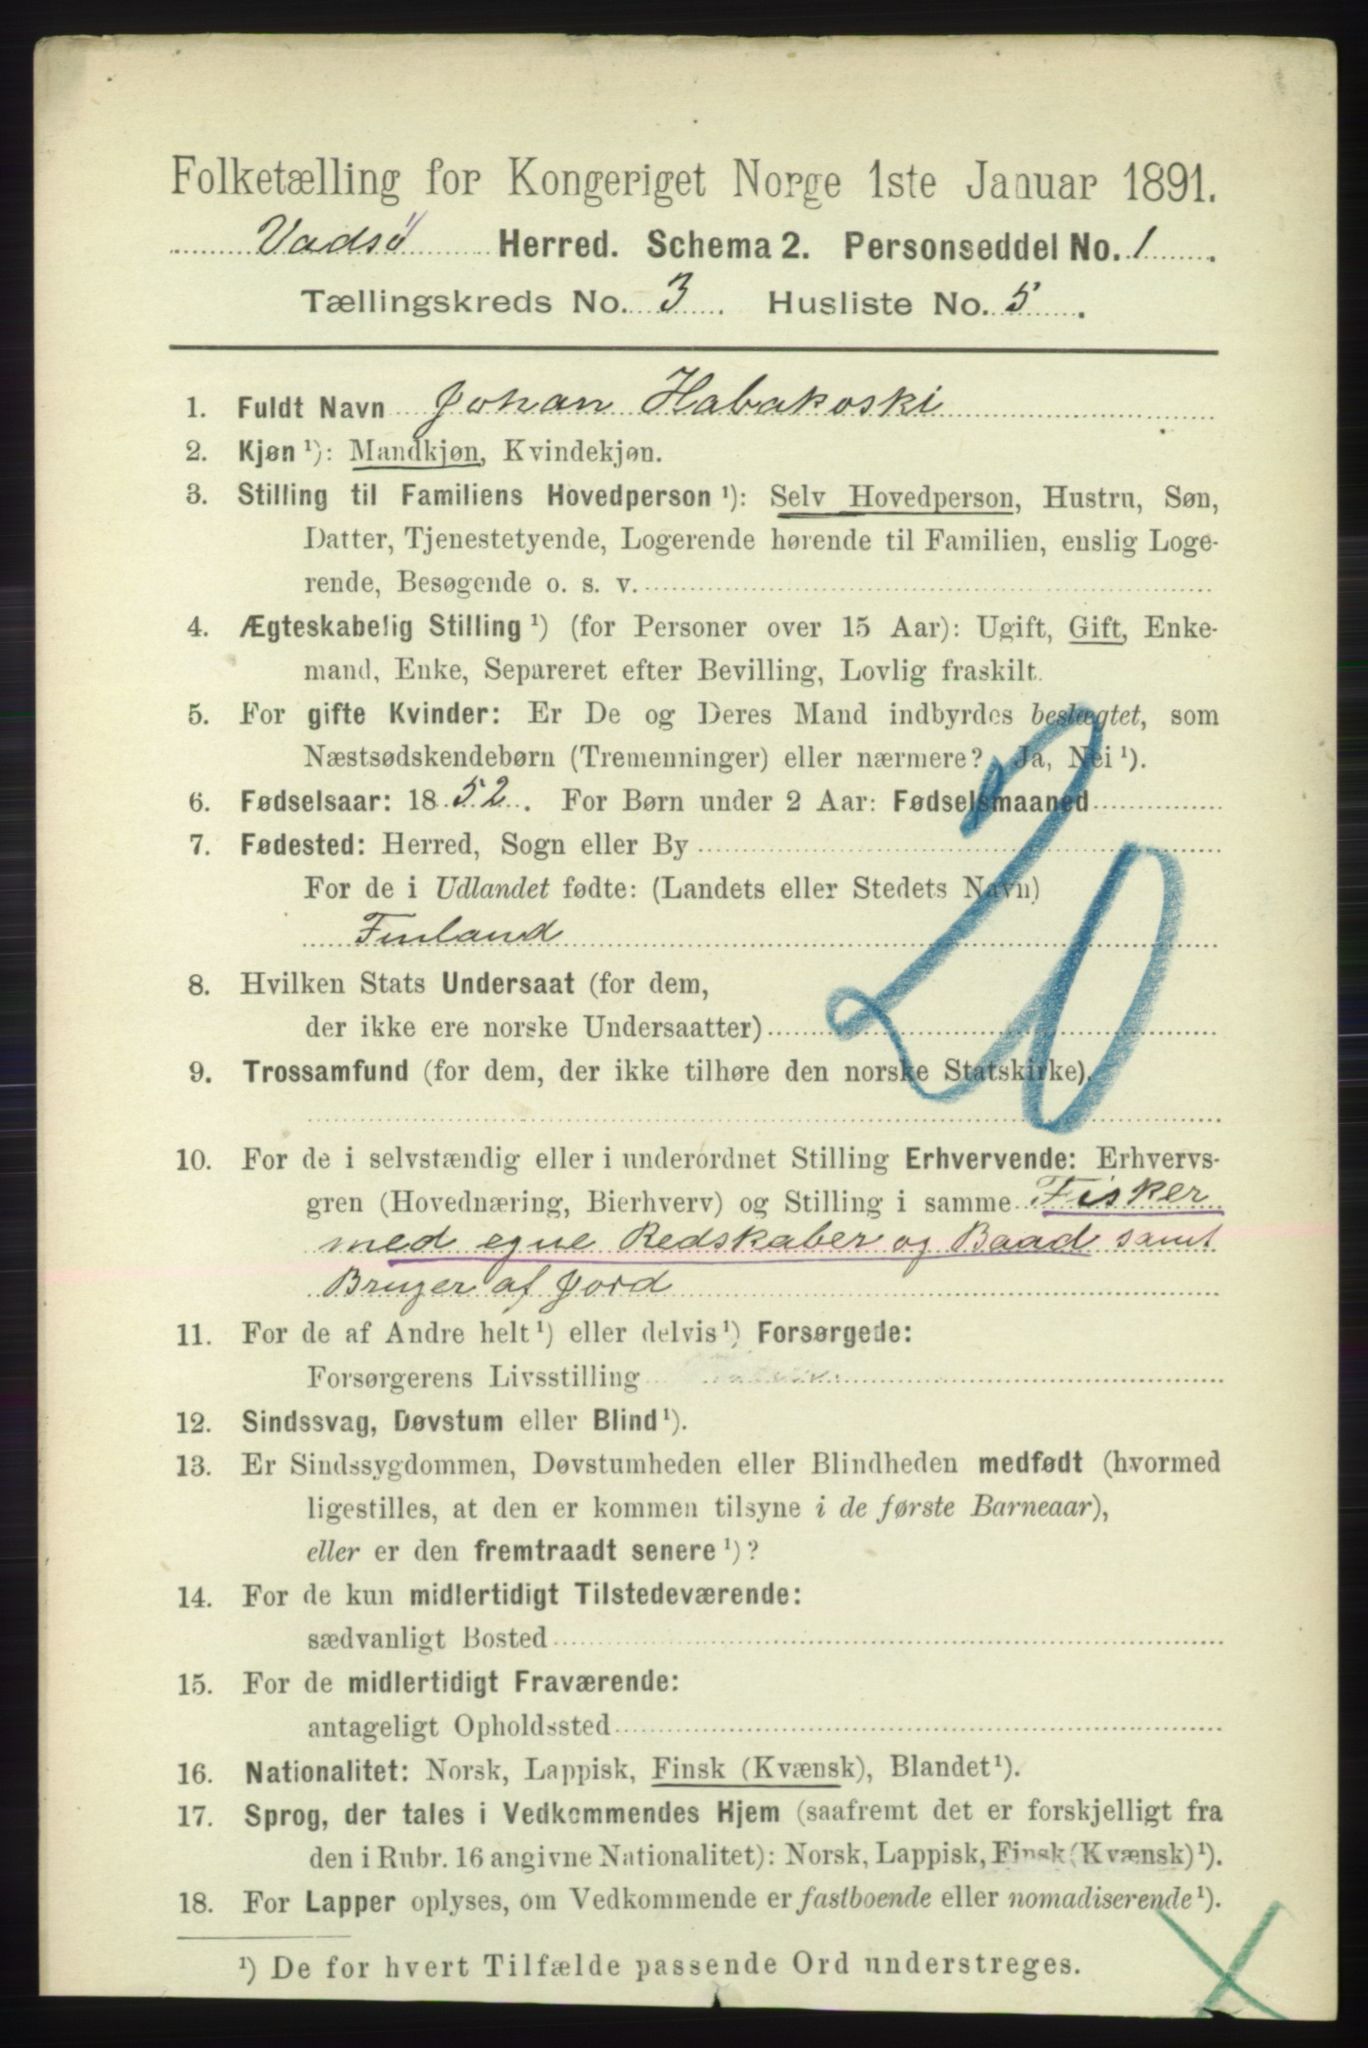 Folketælling for Kongeriget Norge 1ste Januar 1891.
Vadsö Herred. Schema 2. Personseddel No. 1.
Tællingskreds No. 3. Husliste No. 5.
1. Fuldt Navn Johan Habakoski
2. Kjøn ¹): Mandkjøn, Kvindekjøn.
3. Stilling til Familiens Hovedperson ¹): Selv Hovedperson, Hustru, Søn,
Datter, Tjenestetyende, Logerende hørende til Familien, enslig Loge-
rende, Besøgende o. s. v.
4. Ægteskabelig Stilling ¹) (for Personer over 15 Aar): Ugift, Gift, Enke-
mand, Enke, Separeret efter Bevilling, Lovlig fraskilt.
5. For gifte Kvinder: Er De og Deres Mand indbyrdes beslægtet, som
Næstsødskendebørn (Tremenninger) eller nærmere? Ja, Nei ¹).
6. Fødselsaar: 1852. For Børn under 2 Aar: Fødselsmaaned
7. Fødested: Herred, Sogn eller By
For de i Udlandet fødte: (Landets eller Stedets Navn)
Finland
20
8. Hvilken Stats Undersaat (for dem,
der ikke ere norske Undersaatter)
9. Trossamfund (for dem, der ikke tilhøre den norske Statskirke).
10. For de i selvstændig eller i underordnet Stilling Erhvervende: Erhvervs-
gren (Hovednæring, Bierhverv) og Stilling i samme Fisker
med egne Redskaber og Baad samt
Bruger af Jord
11. For de af Andre helt ¹) eller delvis ¹) Forsørgede:
Forsørgerens Livsstilling
12. Sindssvag, Døvstum eller Blind ¹).
13. Er Sindssygdommen, Døvstumheden eller Blindheden medfødt (hvormed
ligestilles, at den er kommen tilsyne i de første Barneaar),
eller er den fremtraadt senere ¹)?
14. For de kun midlertidigt Tilstedeværende:
sædvanligt Bosted
15. For de midlertidigt Fraværende:
antageligt Opholdssted
16. Nationalitet: Norsk, Lappisk, Finsk (Kvænsk), Blandet ¹).
17. Sprog, der tales i Vedkommendes Hjem (saafremt det er forskjelligt fra
den i Rubr. 16 angivne Nationalitet): Norsk, Lappisk, Finsk (Kvænsk) ¹).
18. For Lapper oplyses, om Vedkommende er fastboende eller nomadiserende ¹).
¹) De for hvert Tilfælde passende Ord understreges.